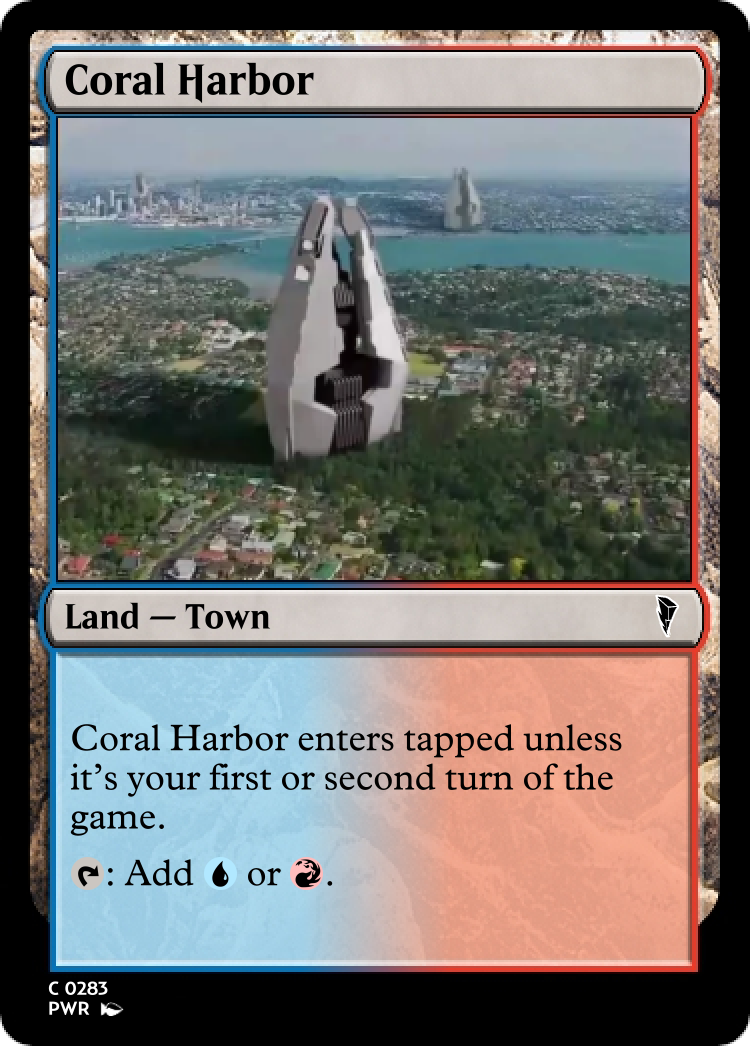 Coral Harbor
Land — Town
Coral Harbor enters tapped unless
it's your first or second turn of the
game.
: Add or .
C 0283
PWR